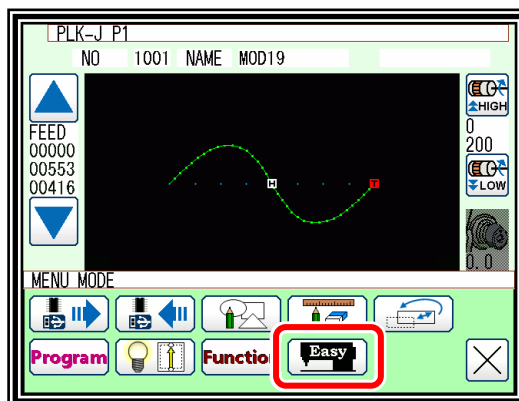 PLK-J P1
NO 1001 NAME MOD19
HIGH
FEED
0
00000
200
00553
00416
LOW
H
T
0.0
MENU MODE
Program
Functio
Easy